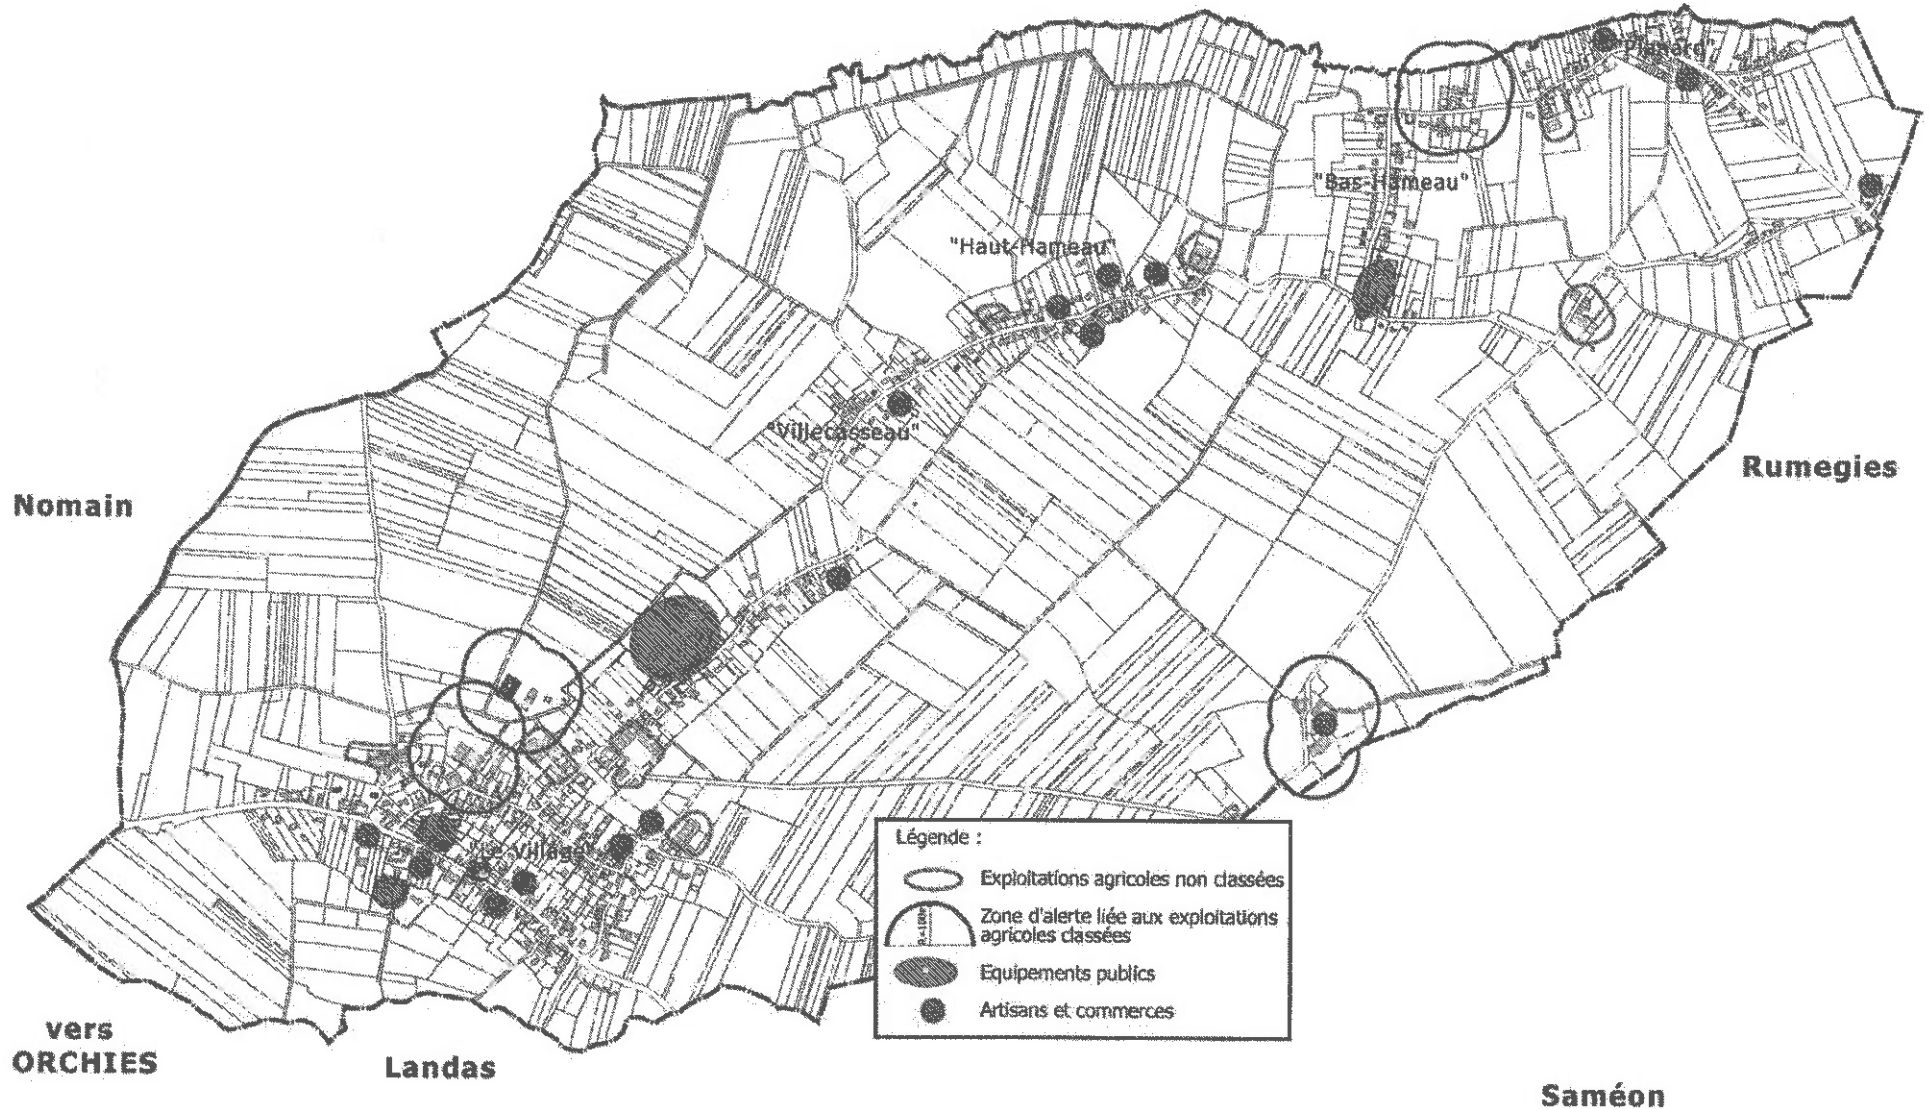 "Planard"
"Bas-Hameau"
"Haut-Hameau"
"Villecasseau"
Rumegies
Nomain
"Le Village"
Légende :
Exploitations agricoles non classées
Zone d'alerte liée aux exploitations
agricoles classées
R.=100m
Equipements publics
Artisans et commerces
vers
ORCHIES
Landas
Saméon